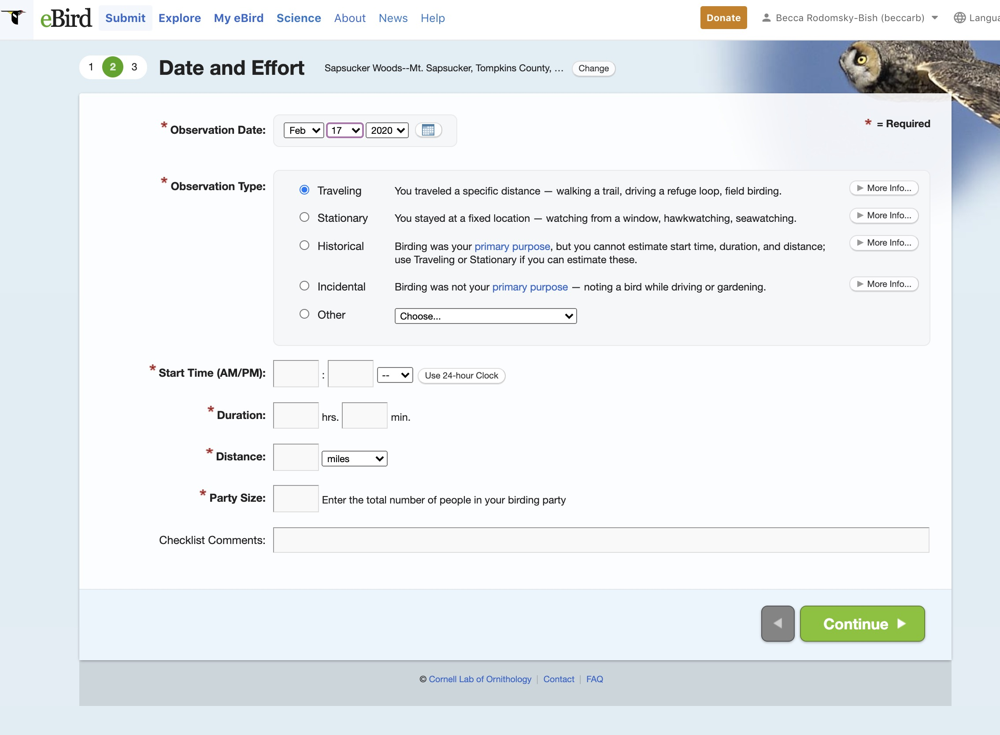 eBird Submit Explore My eBird Science About News Help Donate Becca Rodomsky-Bish (beccarb) Langua
1 2 3 Date and Effort Sapsucker Woods--Mt. Sapsucker, Tompkins County, ... Change
* Observation Date: Feb 17 2020 * = Required
* Observation Type:
Traveling You traveled a specific distance — walking a trail, driving a refuge loop, field birding. More Info...
Stationary You stayed at a fixed location — watching from a window, hawkwatching, seawatching. More Info...
Historical Birding was your primary purpose, but you cannot estimate start time, duration, and distance; More Info...
use Traveling or Stationary if you can estimate these.
Incidental Birding was not your primary purpose — noting a bird while driving or gardening. More Info...
Other Choose...
* Start Time (AM/PM): : -- Use 24-hour Clock
* Duration: hrs. min.
* Distance: miles
* Party Size: Enter the total number of people in your birding party
Checklist Comments:
Continue
© Cornell Lab of Ornithology | Contact | FAQ